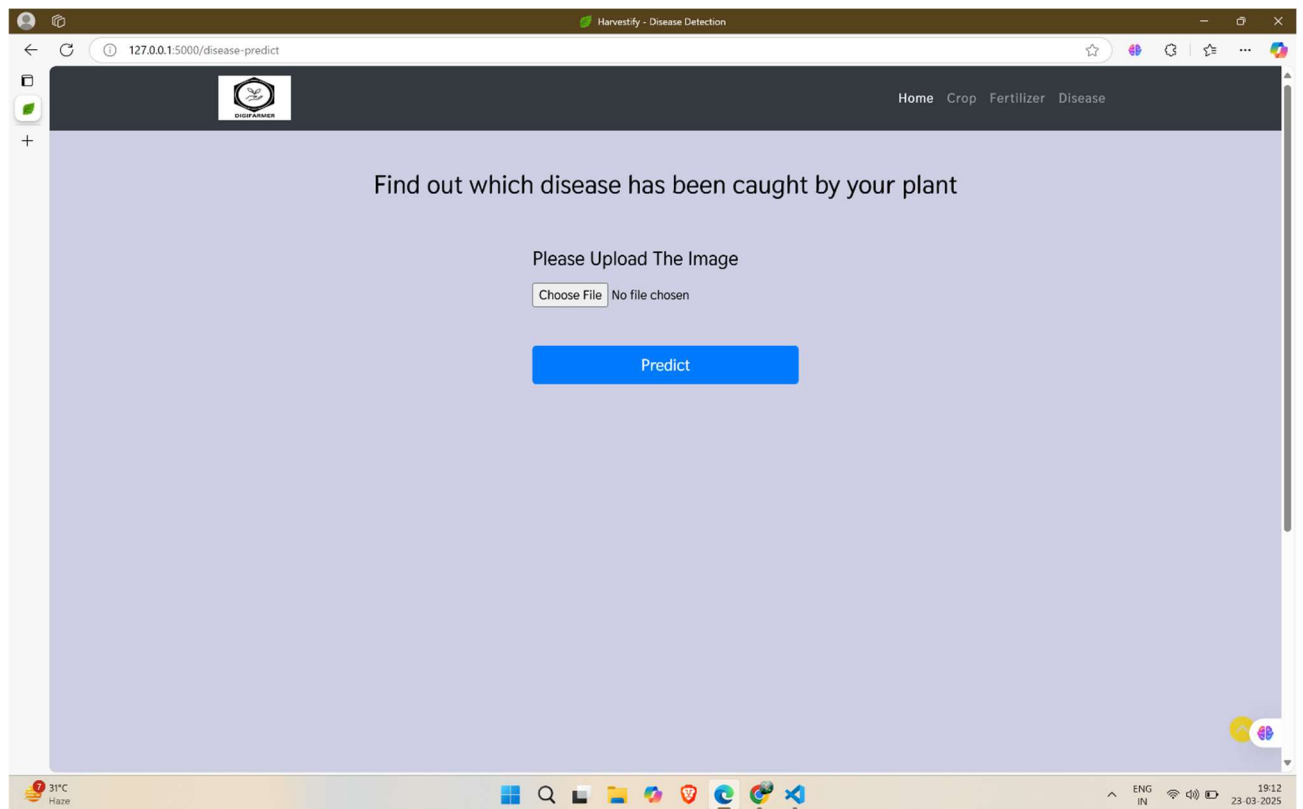 Harvestify - Disease Detection
127.0.0.1:5000/disease-predict
DIGIFARMER
Home Crop Fertilizer Disease
Find out which disease has been caught by your plant
Please Upload The Image
Choose File No file chosen
Predict
7
31°C
Haze
ENG
IN
19:12
23-03-2025